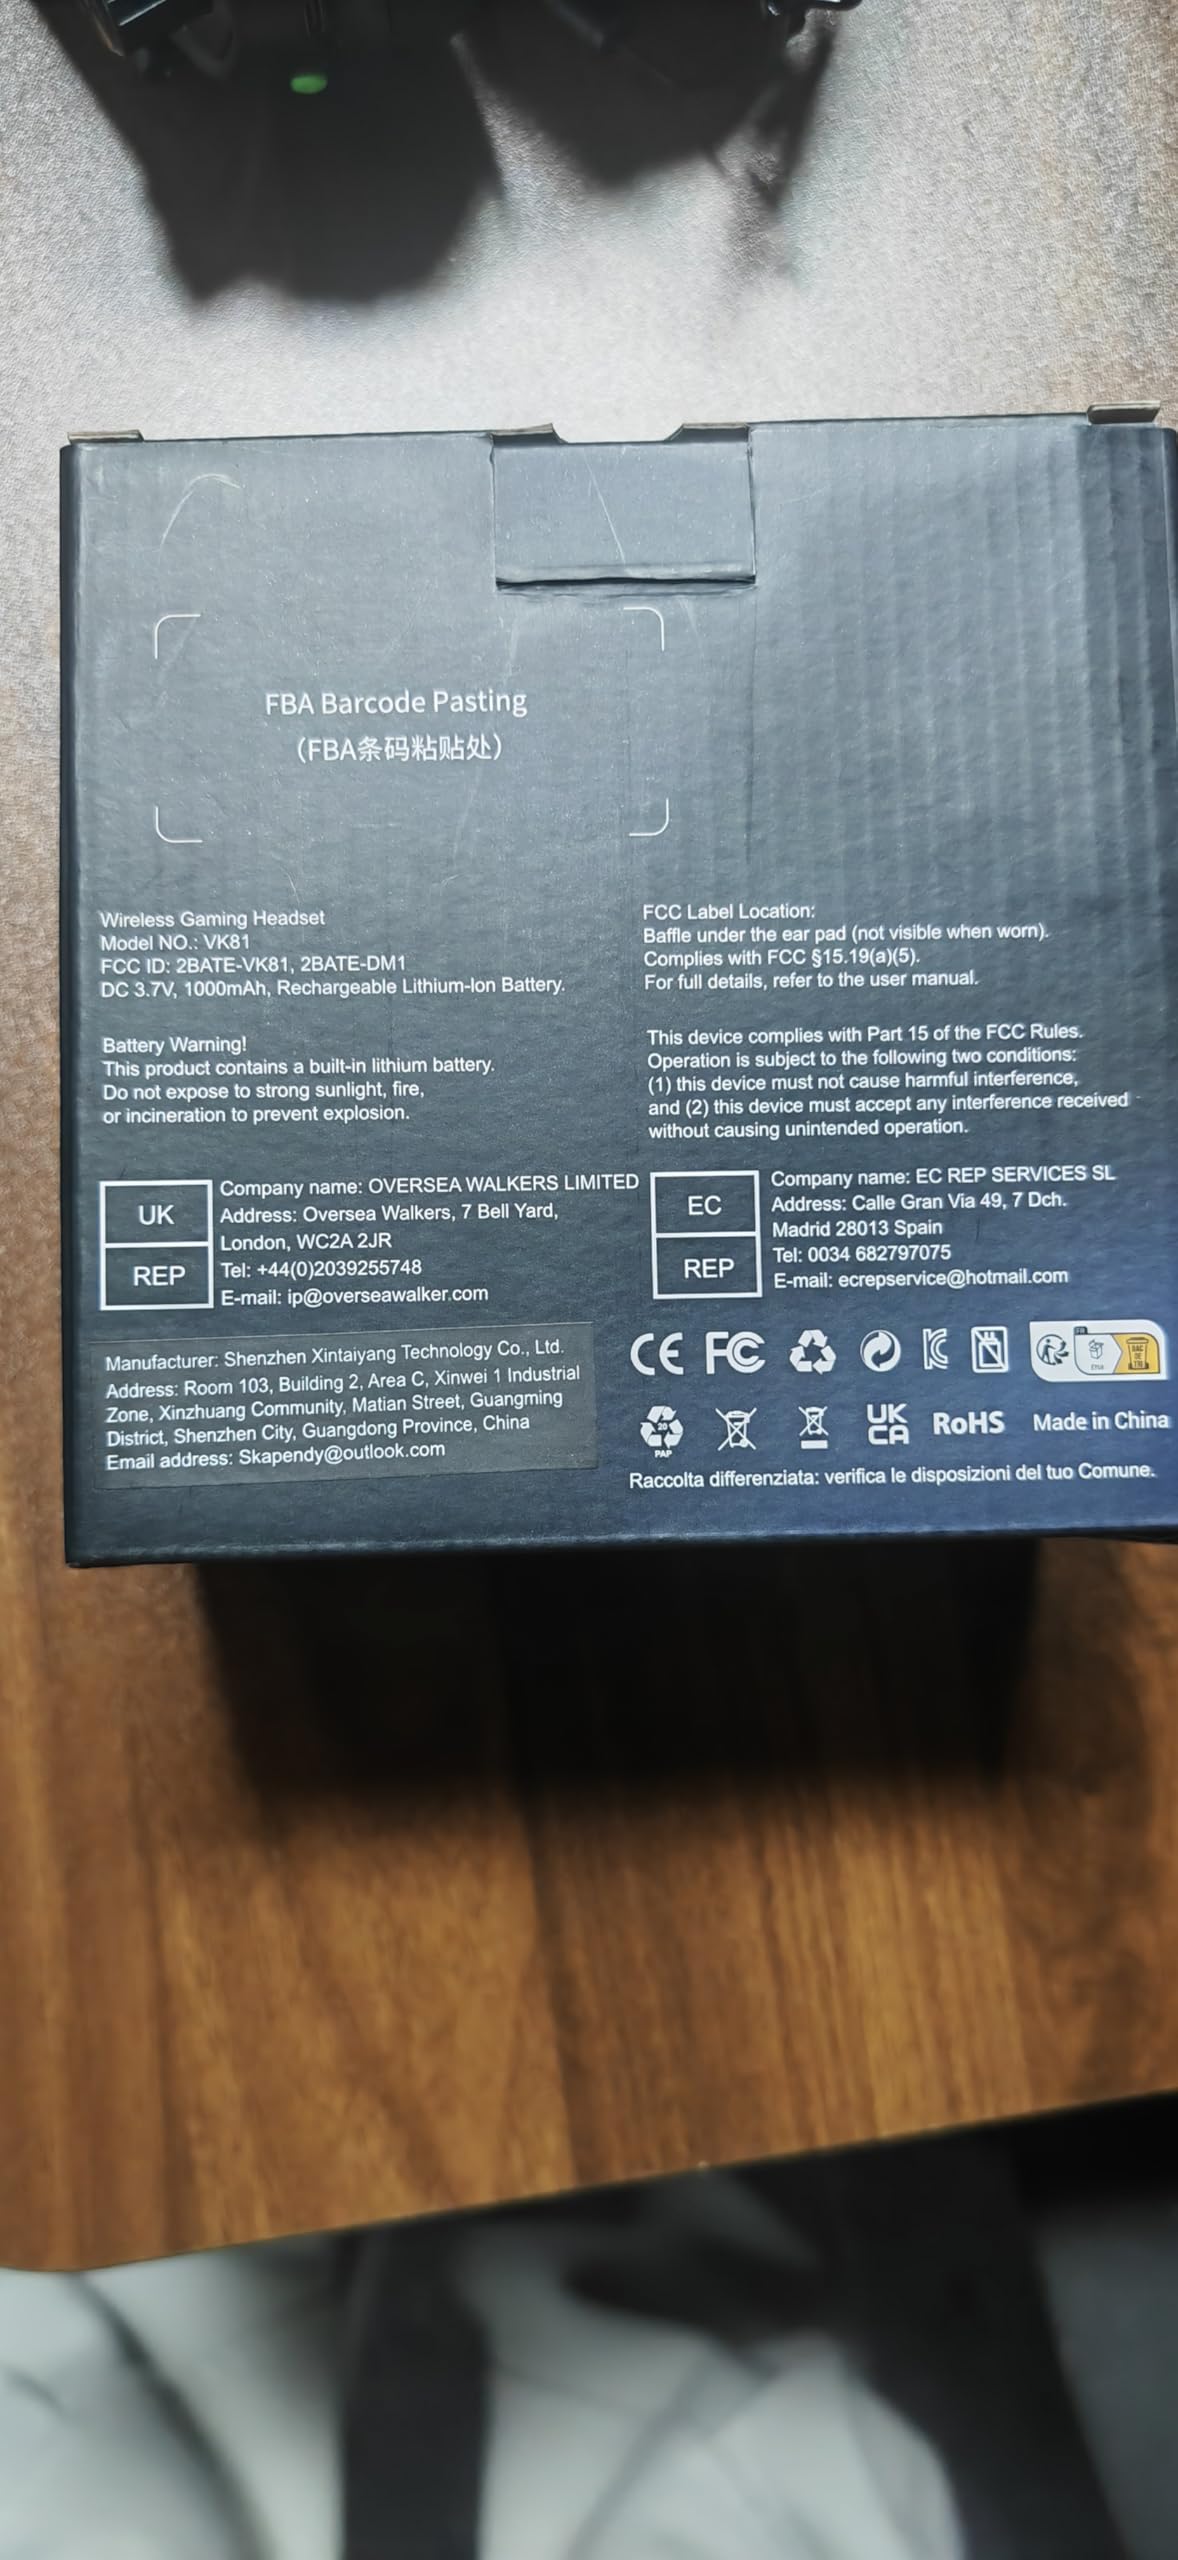 FBA Barcode Pasting
（FBA条码粘贴处）
Wireless Gaming Headset
Model NO.: VK81
FCC ID: 2BATE-VK81, 2BATE-DM1
DC 3.7V, 1000mAh, Rechargeable Lithium-Ion Battery.
Battery Warning!
This product contains a built-in lithium battery.
Do not expose to strong sunlight, fire,
or incineration to prevent explosion.
FCC Label Location:
Baffle under the ear pad (not visible when worn).
Complies with FCC §15.19(a)(5).
For full details, refer to the user manual.
This device complies with Part 15 of the FCC Rules.
Operation is subject to the following two conditions:
(1) this device must not cause harmful interference,
and (2) this device must accept any interference received
without causing unintended operation.
UK
REP
Company name: OVERSEA WALKERS LIMITED
Address: Oversea Walkers, 7 Bell Yard,
London, WC2A 2JR
Tel: +44(0)2039255748
E-mail: ip@overseawalker.com
EC
REP
Company name: EC REP SERVICES SL
Address: Calle Gran Via 49, 7 Dch.
Madrid 28013 Spain
Tel: 0034 682797075
E-mail: ecrepservice@hotmail.com
Manufacturer: Shenzhen Xintaiyang Technology Co., Ltd.
Address: Room 103, Building 2, Area C, Xinwei 1 Industrial
Zone, Xinzhuang Community, Matian Street, Guangming
District, Shenzhen City, Guangdong Province, China
Email address: Skapendy@outlook.com
CE FC
FR
BAC
DE
TRI
20
PAP
UK
CA
RoHS
Made in China
Raccolta differenziata: verifica le disposizioni del tuo Comune.